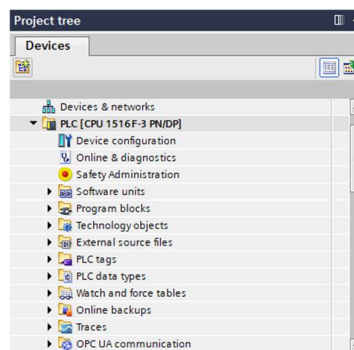 Project tree
Devices
Devices & networks
PLC [CPU 1516F-3 PN/DP]
Device configuration
Online & diagnostics
Safety Administration
Software units
Program blocks
Technology objects
External source files
PLC tags
PLC data types
Watch and force tables
Online backups
Traces
OPC UA communication